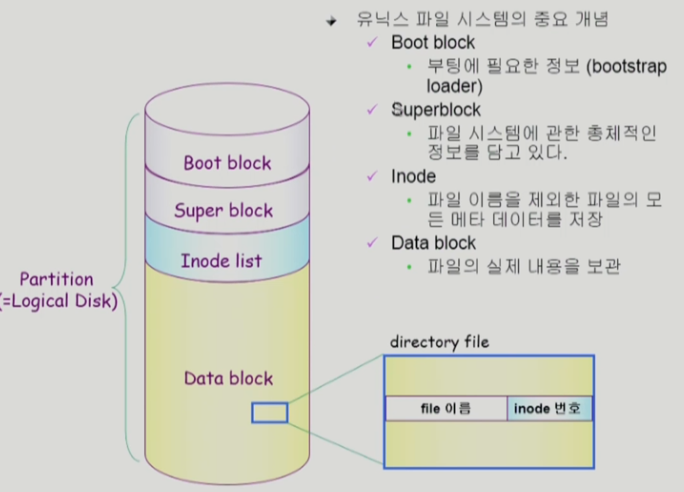 유닉스 파일 시스템의 중요 개념
Boot block
부팅에 필요한 정보 (bootstrap
loader)
Superblock
파일 시스템에 관한 총체적인
정보를 담고 있다.
Inode
파일 이름을 제외한 파일의 모
든 메타 데이터를 저장
Data block
파일의 실제 내용을 보관
Boot block
Super block
Inode list
Partition
(=Logical Disk)
Data block
directory file
file 이름
inode 번호